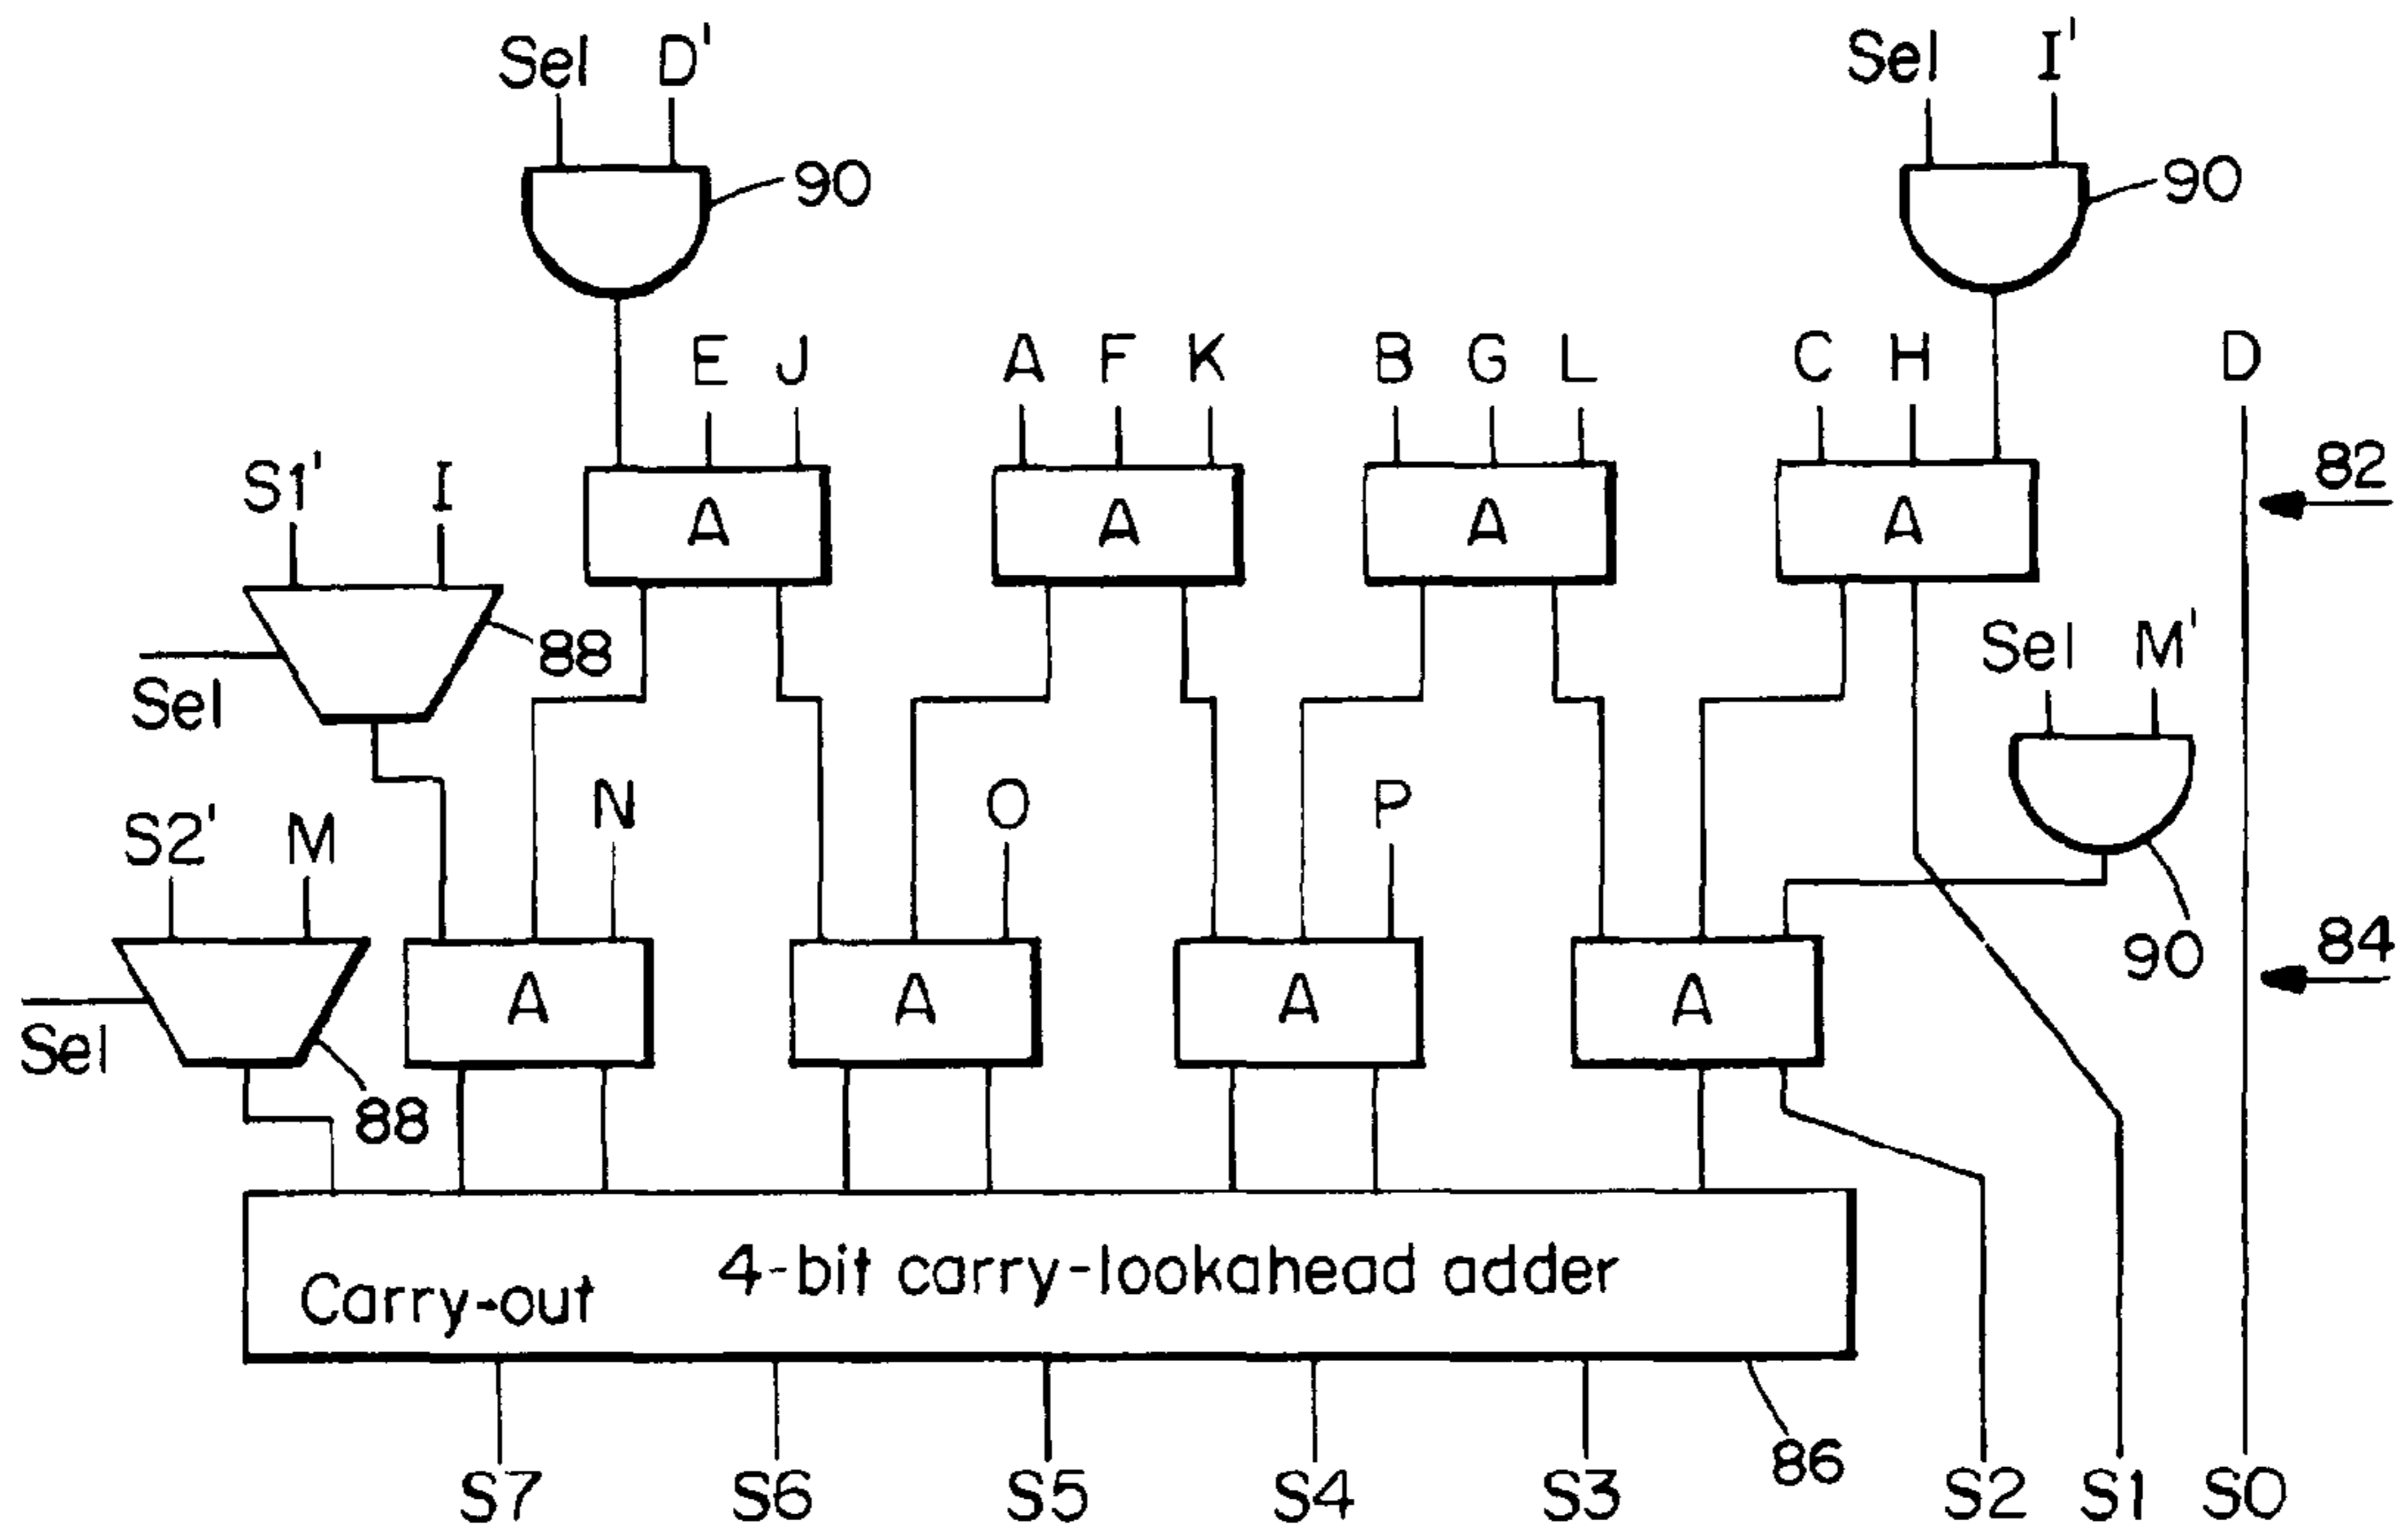 Sel D' Sel I'
90 90
E J A F K B G L C H D
S1' I A A A A 82
88 Sel M'
Sel
N O P
S2' M
90 84
A A A A
Sel
88
4-bit carry-lookahead adder
Carry-out
86
S7 S6 S5 S4 S3 S2 S1 S0